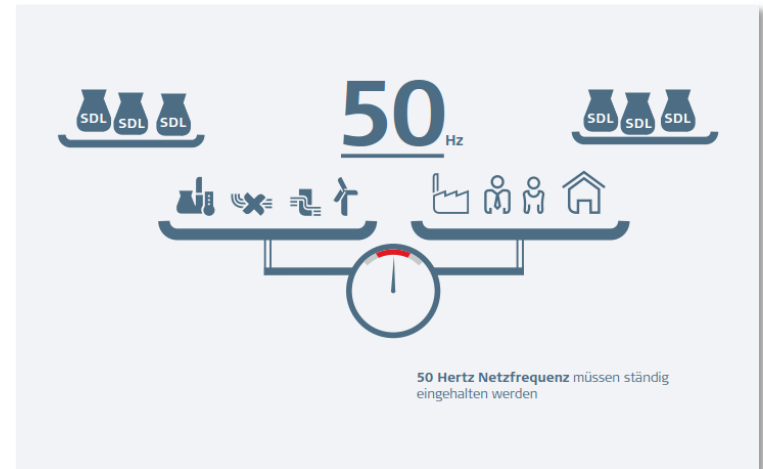 SDL SDL SDL
50 Hz
SDL SDL SDL
50 Hertz Netzfrequenz müssen ständig
eingehalten werden